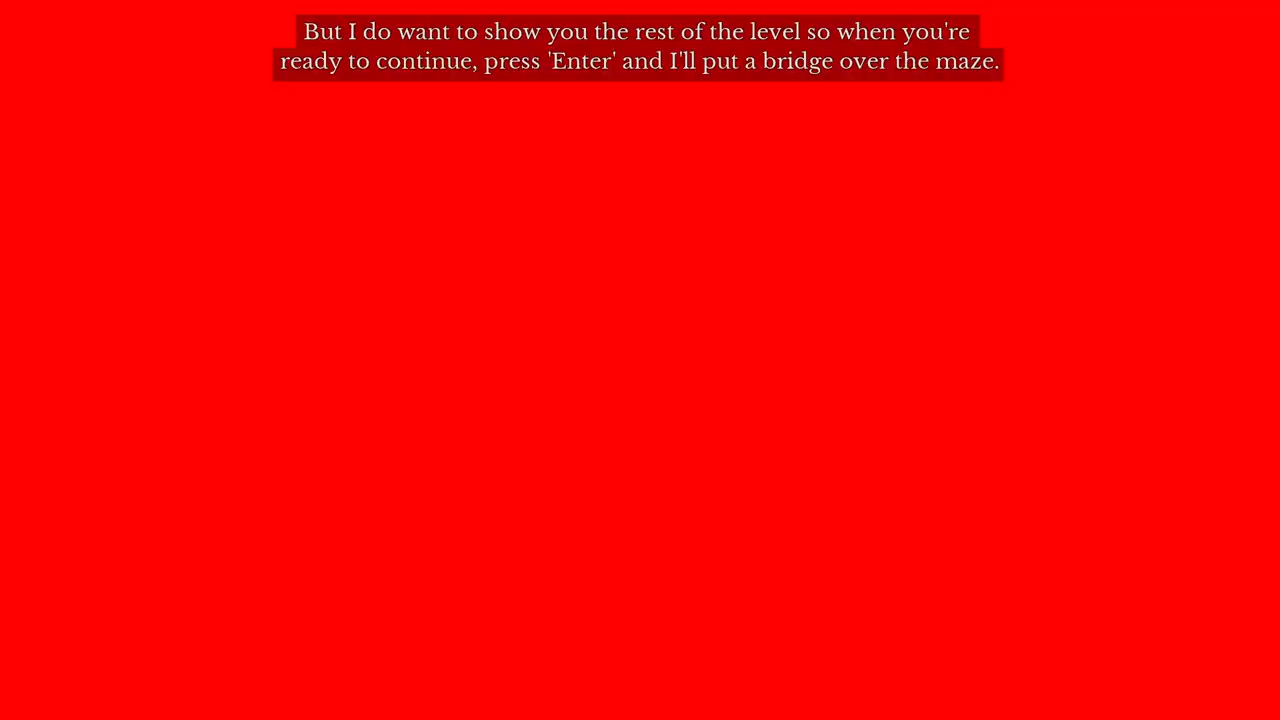 But I do want to show you the rest of the level so when you're
ready to continue, press 'Enter' and I'll put a bridge over the maze.